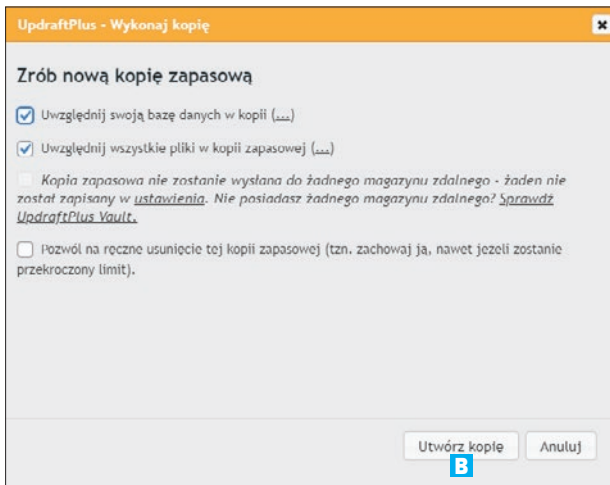 UpdraftPlus - Wykonaj kopię
Zrób nową kopię zapasową
Uwzględnij swoją bazę danych w kopii (...)
Uwzględnij wszystkie pliki w kopii zapasowej (...)
Kopia zapasowa nie zostanie wysłana do żadnego magazynu zdalnego - żaden nie
został zapisany w ustawienia. Nie posiadasz żadnego magazynu zdalnego? Sprawdź
UpdraftPlus Vault.
Pozwól na ręczne usunięcie tej kopii zapasowej (tzn. zachowaj ją, nawet jeżeli zostanie
przekroczony limit).
Utwórz kopię Anuluj
B